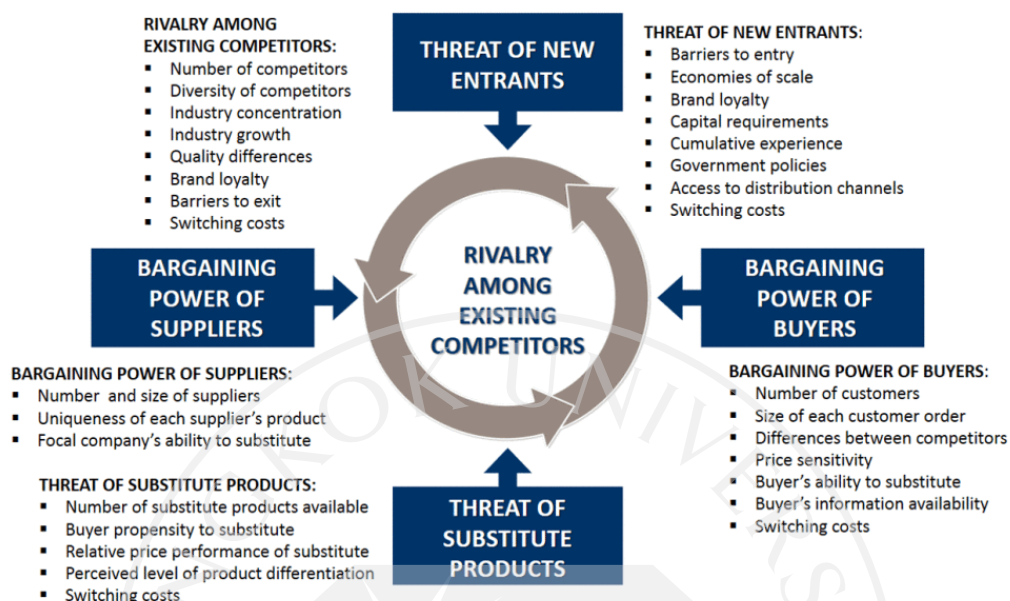 RIVALRY AMONG
EXISTING COMPETITORS:
▪ Number of competitors
▪ Diversity of competitors
▪ Industry concentration
▪ Industry growth
▪ Quality differences
▪ Brand loyalty
▪ Barriers to exit
▪ Switching costs
THREAT OF NEW
ENTRANTS
THREAT OF NEW ENTRANTS:
▪ Barriers to entry
▪ Economies of scale
▪ Brand loyalty
▪ Capital requirements
▪ Cumulative experience
▪ Government policies
▪ Access to distribution channels
▪ Switching costs
BARGAINING
POWER OF
SUPPLIERS
RIVALRY
AMONG
EXISTING
COMPETITORS
BARGAINING
POWER OF
BUYERS
BARGAINING POWER OF SUPPLIERS:
▪ Number and size of suppliers
▪ Uniqueness of each supplier's product
▪ Focal company's ability to substitute
BARGAINING POWER OF BUYERS:
▪ Number of customers
▪ Size of each customer order
▪ Differences between competitors
▪ Price sensitivity
▪ Buyer's ability to substitute
▪ Buyer's information availability
▪ Switching costs
THREAT OF SUBSTITUTE PRODUCTS:
▪ Number of substitute products available
▪ Buyer propensity to substitute
▪ Relative price performance of substitute
▪ Perceived level of product differentiation
▪ Switching costs
THREAT OF
SUBSTITUTE
PRODUCTS